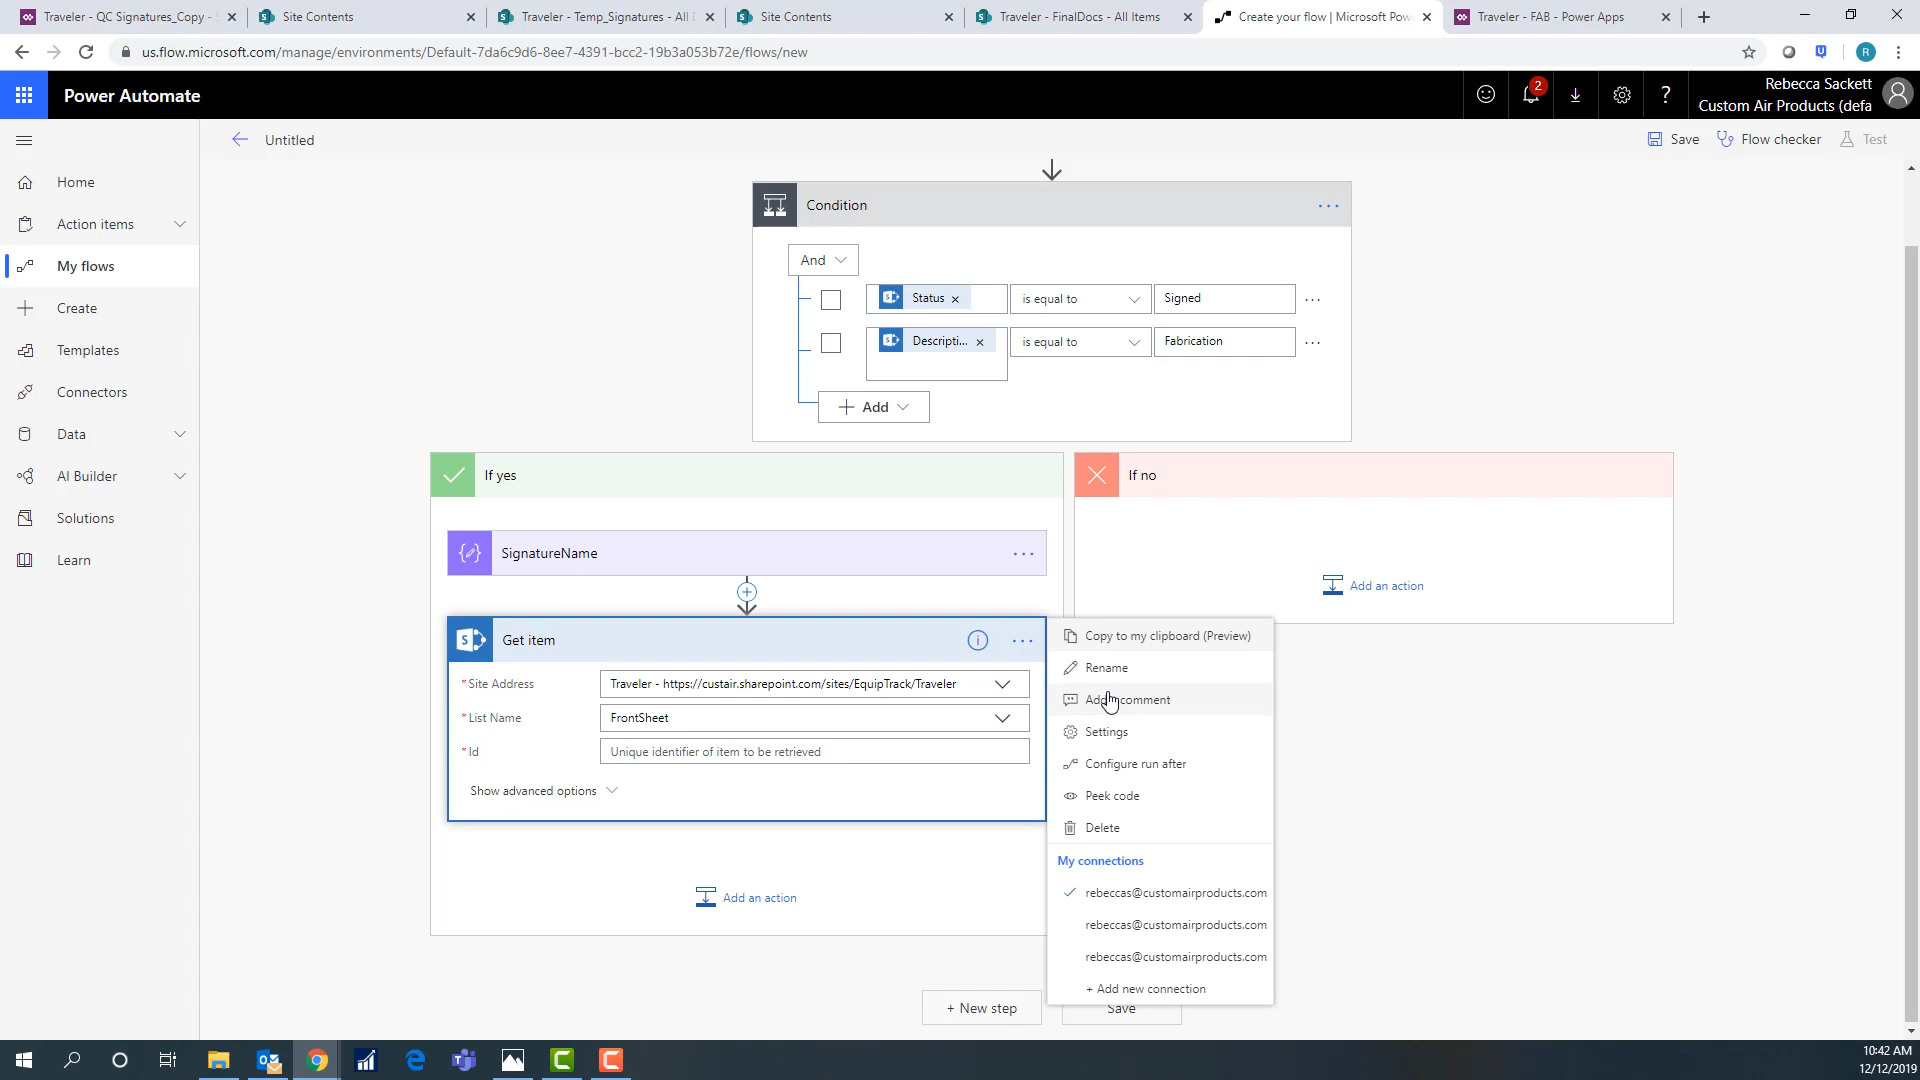 Traveler - QC Signatures_Copy -
Site Contents
Traveler - Temp_Signatures - All D
Site Contents
Traveler - FinalDocs - All Items
Create your flow | Microsoft Pow
Traveler - FAB - Power Apps
us.flow.microsoft.com/manage/environments/Default-7da6c9d6-8ee7-4391-bcc2-19b3a053b72e/flows/new
R
Power Automate
2
?
Rebecca Sackett
Custom Air Products (defa
Untitled
Save
Flow checker
Test
Home
Action items
My flows
Create
Templates
Connectors
Data
AI Builder
Solutions
Learn
Condition
And
Status
is equal to
Signed
Descripti...
is equal to
Fabrication
Add
If yes
If no
SignatureName
Add an action
Get item
* Site Address
Traveler - https://custair.sharepoint.com/sites/EquipTrack/Traveler
* List Name
FrontSheet
* Id
Unique identifier of item to be retrieved
Show advanced options
Add an action
Copy to my clipboard (Preview)
Rename
Add comment
Settings
Configure run after
Peek code
Delete
My connections
rebeccas@customairproducts.com
rebeccas@customairproducts.com
rebeccas@customairproducts.com
+ Add new connection
+ New step
Save
10:42 AM
12/12/2019